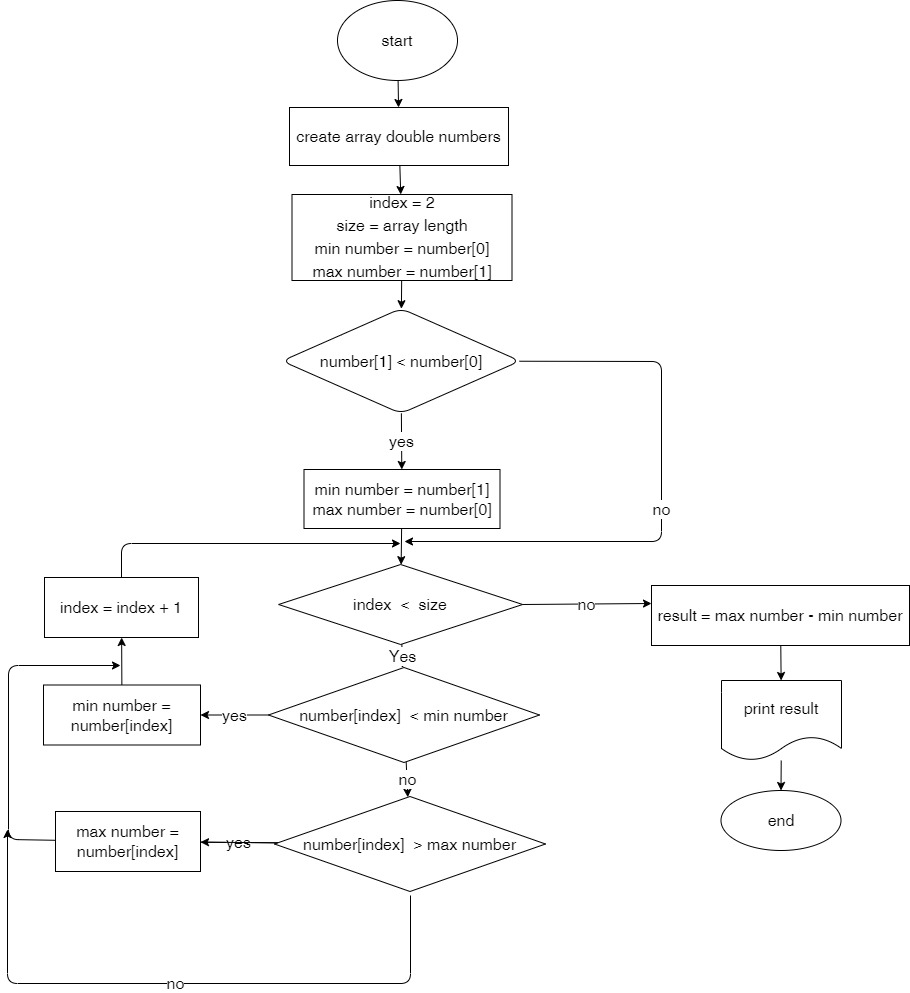 start
create array double numbers
index = 2
size = array length
min number = number[0]
max number = number[1]
number[1] < number[0]
yes
min number = number[1]
max number = number[0]
no
index = index + 1
index < size
no
result = max number - min number
Yes
min number =
number[index]
yes
number[index] < min number
print result
no
max number =
number[index]
yes
number[index] > max number
end
no